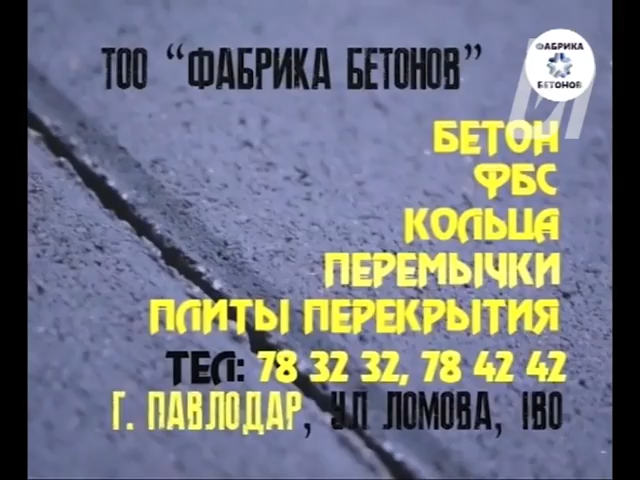 ТОО “ФАБРИКА БЕТОНОВ”
ФАБРИКА
БЕТОНОВ
БЕТОН
ФБС
КОЛЬЦА
ПЕРЕМЫЧКИ
ПЛИТЫ ПЕРЕКРЫТИЯ
ТЕЛ: 78 32 32, 78 42 42
Г. ПАВЛОДАР, УЛ ЛОМОВА, 180